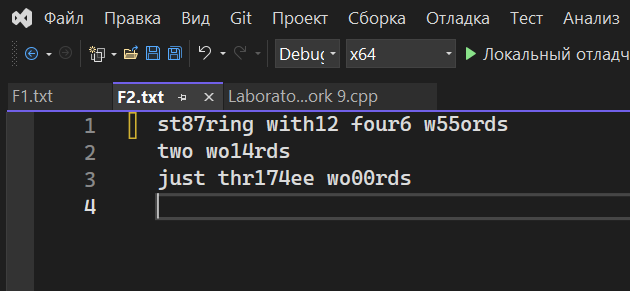 Файл Правка Вид Git Проект Сборка Отладка Тест Анализ
Debug x64 Локальный отладч
F1.txt F2.txt Laborato...ork 9.cpp
1 st87ring with12 four6 w55ords
2 two wo14rds
3 just thr174ee wo00rds
4